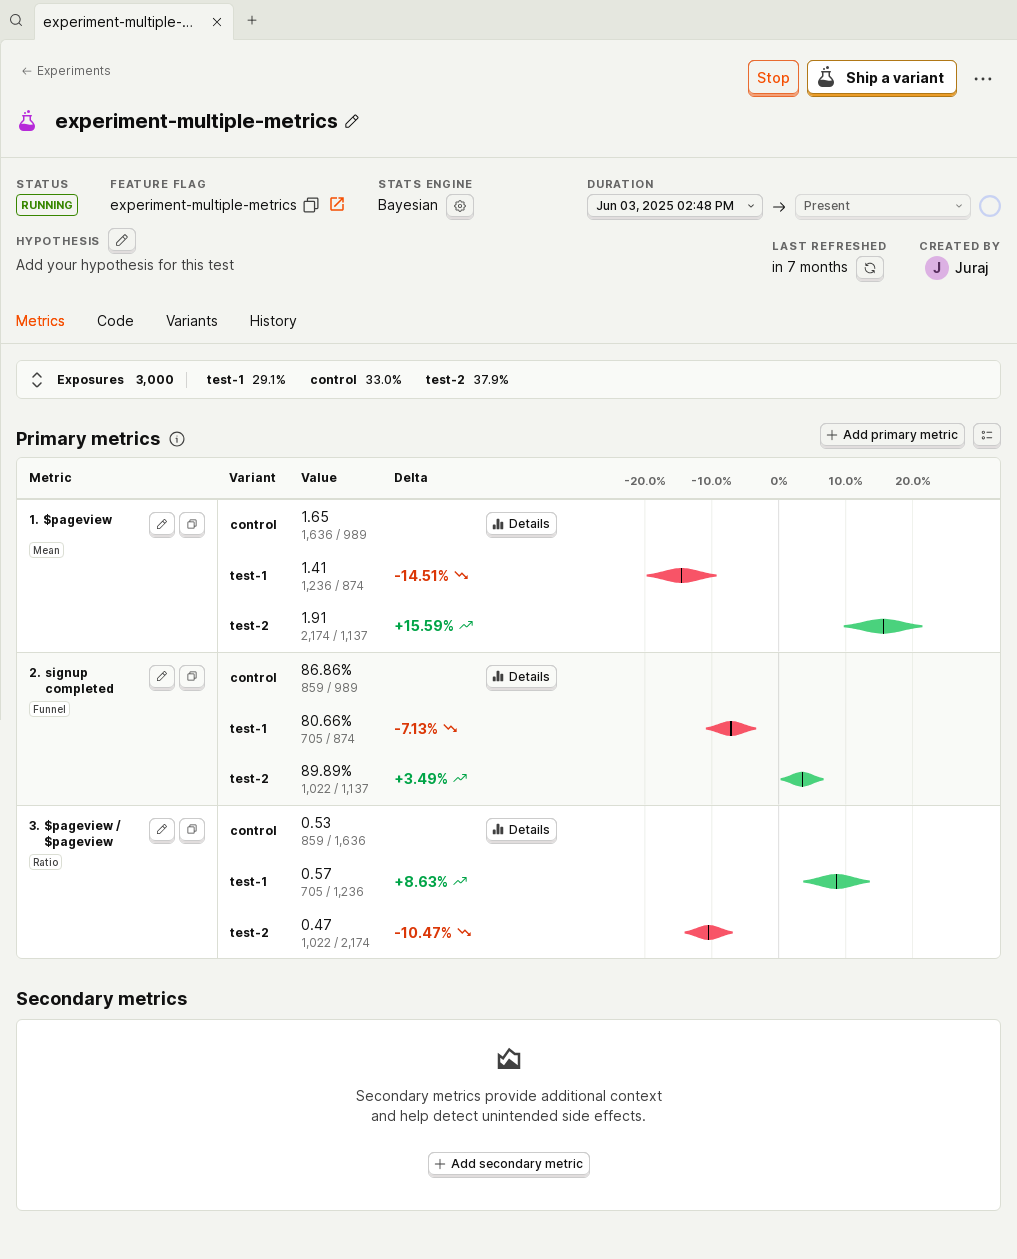 experiment-multiple-...
Experiments
Stop
Ship a variant
experiment-multiple-metrics
STATUS
RUNNING
FEATURE FLAG
experiment-multiple-metrics
STATS ENGINE
Bayesian
DURATION
Jun 03, 2025 02:48 PM
Present
HYPOTHESIS
Add your hypothesis for this test
LAST REFRESHED
in 7 months
CREATED BY
J Juraj
Metrics Code Variants History
Exposures 3,000 test-1 29.1% control 33.0% test-2 37.9%
Primary metrics
Add primary metric
Metric Variant Value Delta -20.0% -10.0% 0% 10.0% 20.0%
1. $pageview
Mean
control 1.65 Details
1,636 / 989
test-1 1.41 -14.51%
1,236 / 874
test-2 1.91 +15.59%
2,174 / 1,137
2. signup
completed
Funnel
control 86.86% Details
859 / 989
test-1 80.66% -7.13%
705 / 874
test-2 89.89% +3.49%
1,022 / 1,137
3. $pageview /
$pageview
Ratio
control 0.53 Details
859 / 1,636
test-1 0.57 +8.63%
705 / 1,236
test-2 0.47 -10.47%
1,022 / 2,174
Secondary metrics
Secondary metrics provide additional context
and help detect unintended side effects.
Add secondary metric